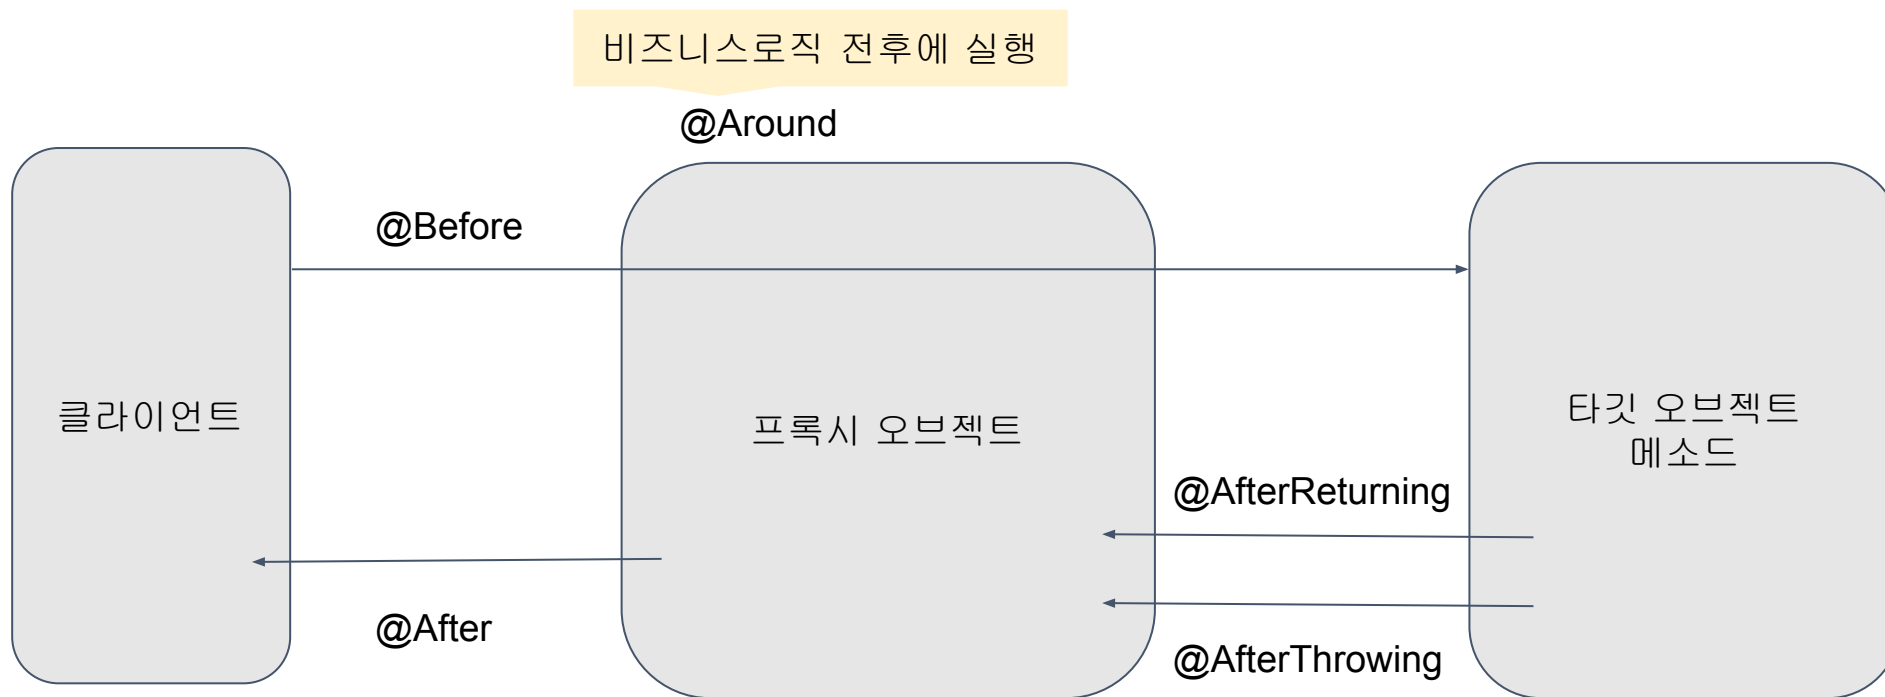 비즈니스로직 전후에 실행
@Around
@Before
클라이언트
프록시 오브젝트
타깃 오브젝트
메소드
@AfterReturning
@After
@AfterThrowing